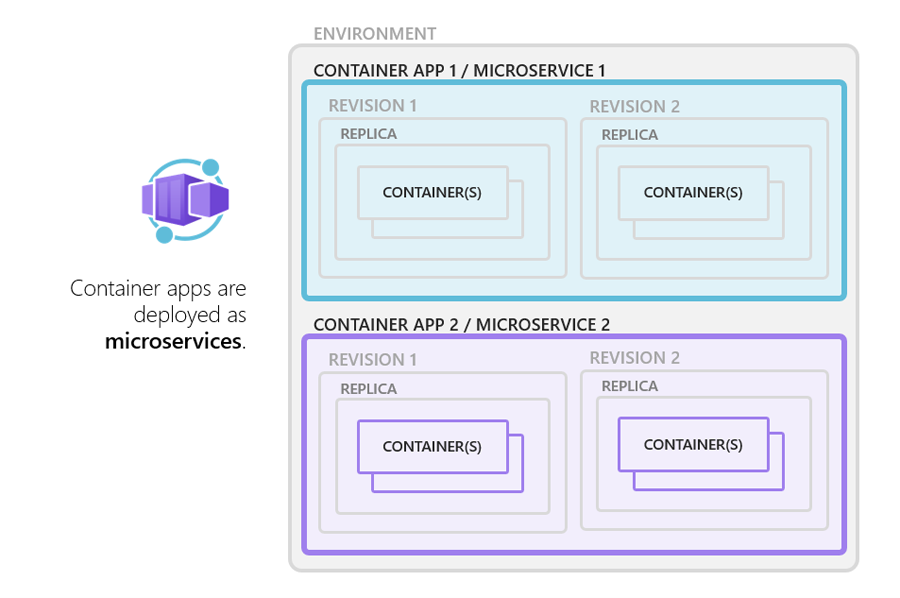 ENVIRONMENT
CONTAINER APP 1 / MICROSERVICE 1
REVISION 1
REPLICA
CONTAINER(S)
REVISION 2
REPLICA
CONTAINER(S)
Container apps are
deployed as
microservices.
CONTAINER APP 2 / MICROSERVICE 2
REVISION 1
REPLICA
CONTAINER(S)
REVISION 2
REPLICA
CONTAINER(S)